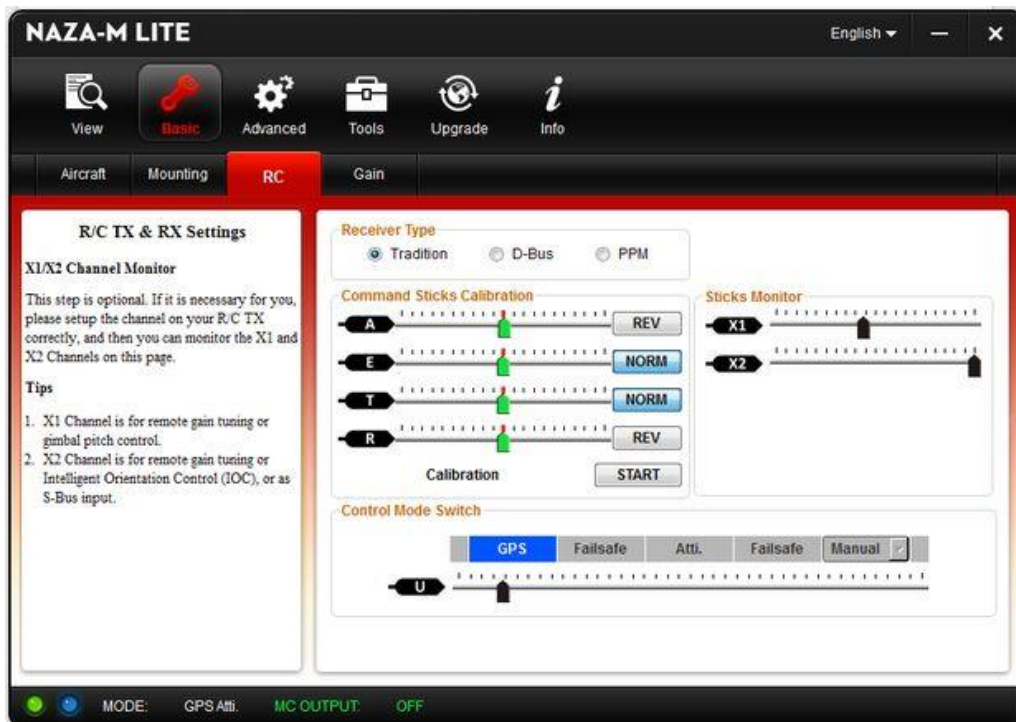 NAZA-M LITE
English
View
Basic
Advanced
Tools
Upgrade
Info
Aircraft
Mounting
RC
Gain
R/C TX & RX Settings
X1/X2 Channel Monitor
This step is optional. If it is necessary for you,
please setup the channel on your R/C TX
correctly, and then you can monitor the X1 and
X2 Channels on this page.
Tips
1. X1 Channel is for remote gain tuning or
gimbal pitch control.
2. X2 Channel is for remote gain tuning or
Intelligent Orientation Control (IOC), or as
S-Bus input.
Receiver Type
Tradition
D-Bus
PPM
Command Sticks Calibration
A
REV
E
NORM
T
NORM
R
REV
Calibration
START
Sticks Monitor
X1
X2
Control Mode Switch
GPS
Failsafe
Atti.
Failsafe
Manual
U
MODE: GPS Atti. MC OUTPUT: OFF